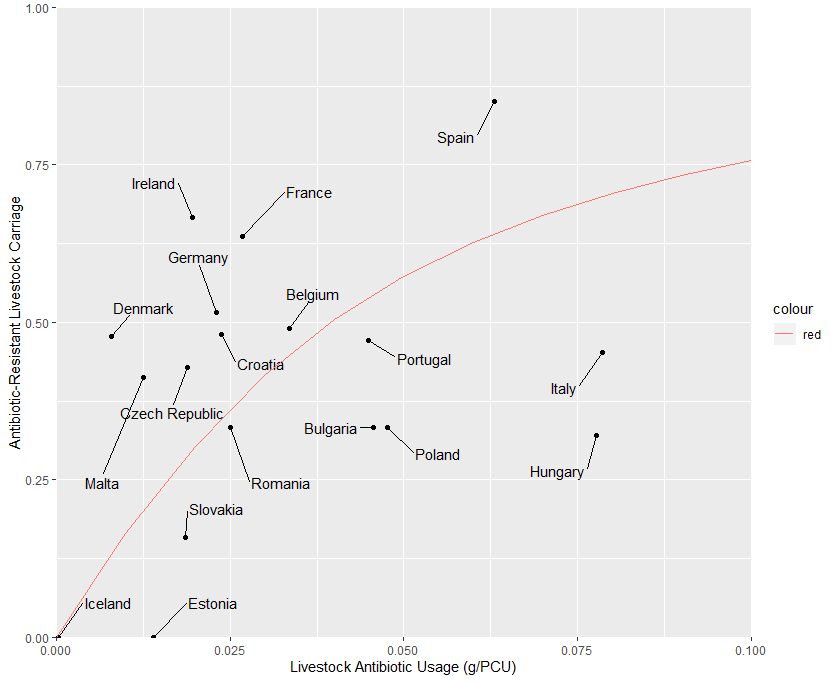 1.00
Spain
0.75
Ireland
France
Germany
Belgium
Denmark
colour
red
0.50
Croatia
Portugal
Italy
Czech Republic
Bulgaria
Poland
Hungary
Malta
Romania
0.25
Slovakia
Iceland
Estonia
0.00
0.000 0.025 0.050 0.075 0.100
Livestock Antibiotic Usage (g/PCU)
Antibiotic-Resistant Livestock Carriage